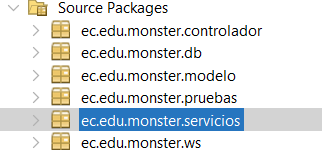 Source Packages
ec.edu.monster.controlador
ec.edu.monster.db
ec.edu.monster.modelo
ec.edu.monster.pruebas
ec.edu.monster.servicios
ec.edu.monster.ws